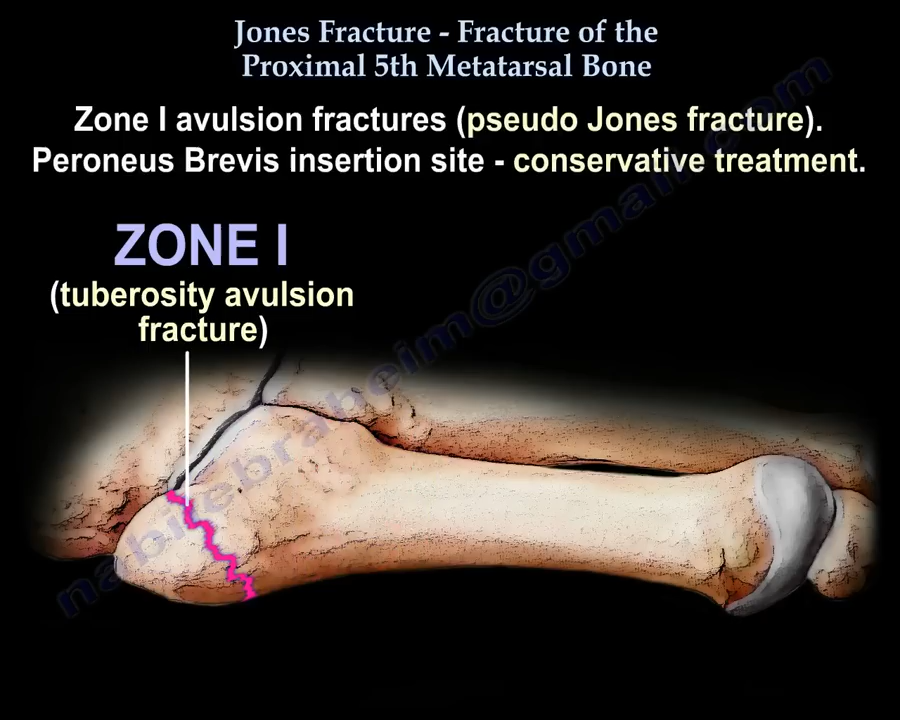 Jones Fracture - Fracture of the
Proximal 5th Metatarsal Bone
Zone I avulsion fractures (pseudo Jones fracture).
Peroneus Brevis insertion site - conservative treatment.
ZONE I
(tuberosity avulsion
fracture)
nabilebraheim@gmail.com